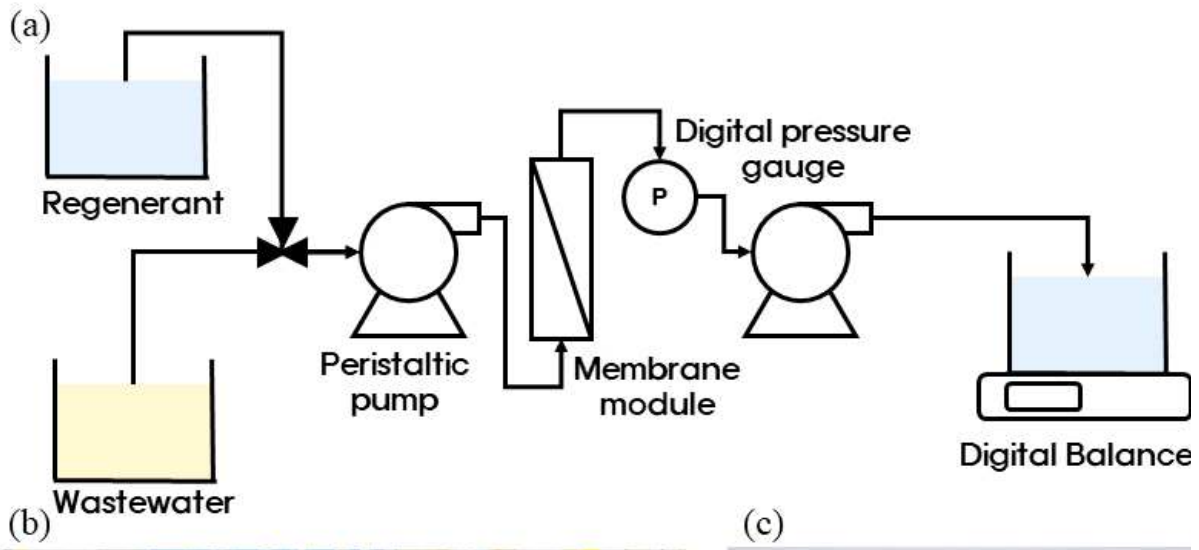 (a)
Regenerant
Digital pressure
gauge
P
Peristaltic
pump
Membrane
module
Digital Balance
Wastewater
(b)
(c)